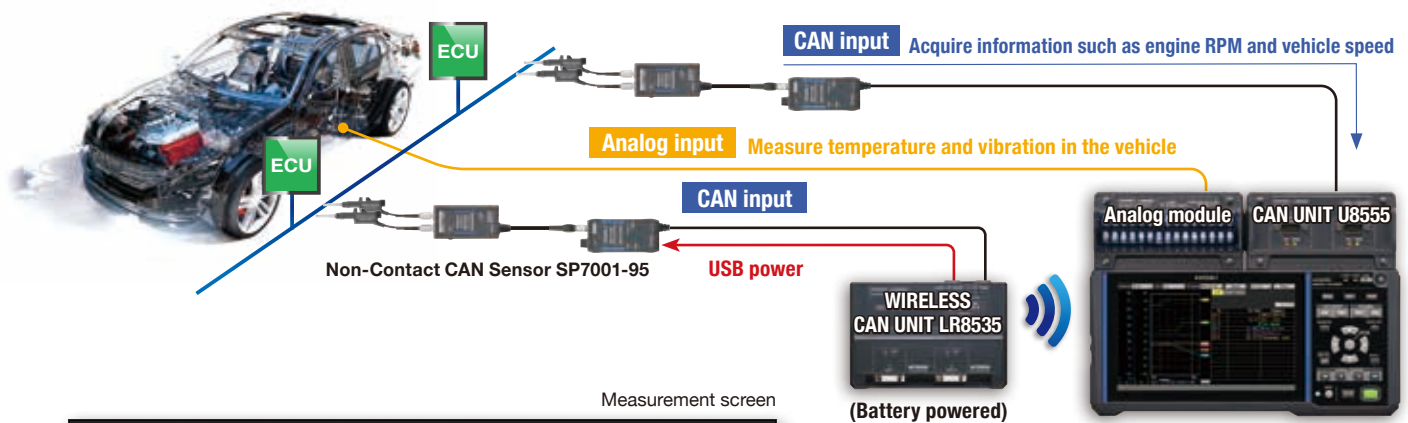 ECU
CAN input Acquire information such as engine RPM and vehicle speed
Analog input Measure temperature and vibration in the vehicle
ECU
CAN input
Analog module
CAN UNIT U8555
Non-Contact CAN Sensor SP7001-95
USB power
WIRELESS
CAN UNIT LR8535
Measurement screen
(Battery powered)